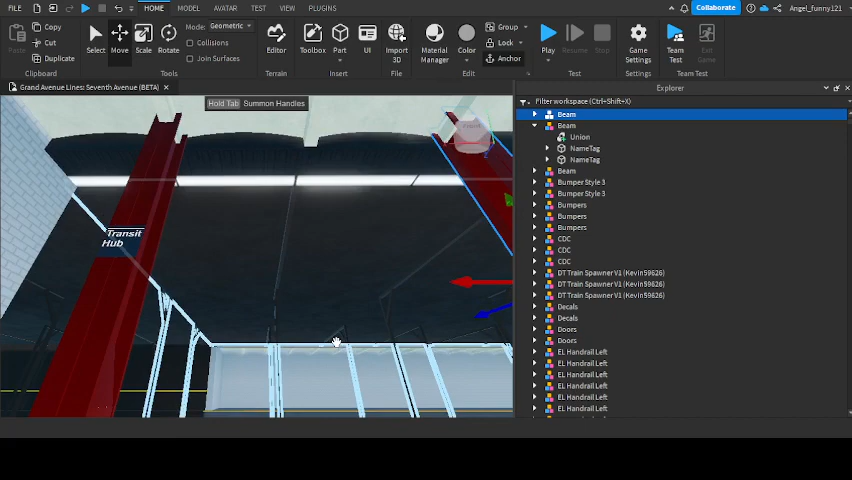 FILE HOME MODEL AVATAR TEST VIEW PLUGINS Collaborate Angel_funny121
Paste Copy Cut Duplicate Clipboard
Select Move Scale Rotate Mode: Geometric Collisions Join Surfaces Tools
Editor Terrain
Toolbox Part UI Insert
Import 3D File
Material Manager Color Group Lock Anchor Edit
Play Resume Stop Test
Game Settings Settings
Team Test Exit Game Team Test
Grand Avenue Lines: Seventh Avenue (BETA)
Hold Tab Summon Handles
Transit
Hub
Explorer
Filter workspace (Ctrl+Shift+X)
Beam
Beam
Union
NameTag
NameTag
Beam
Bumper Style 3
Bumper Style 3
Bumpers
Bumpers
Bumpers
CDC
CDC
CDC
DT Train Spawner V1 (Kevin59626)
DT Train Spawner V1 (Kevin59626)
DT Train Spawner V1 (Kevin59626)
Decals
Decals
Doors
Doors
EL Handrail Left
EL Handrail Left
EL Handrail Left
EL Handrail Left
EL Handrail Left
EL Handrail Left